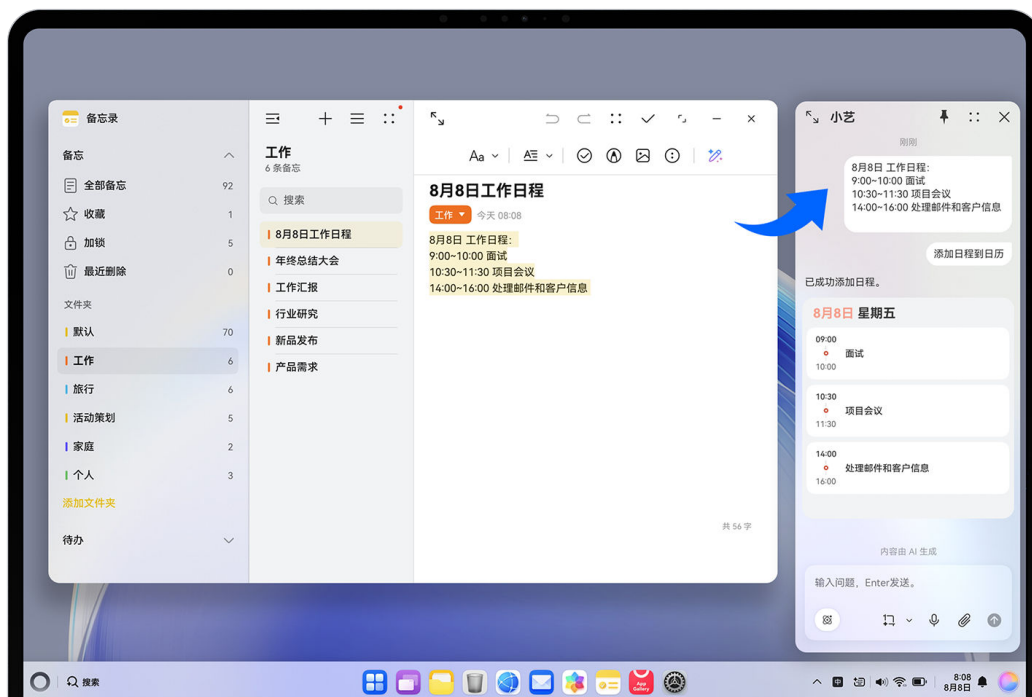 备忘录
备忘
全部备忘 92
收藏 1
加锁 5
最近删除 0
文件夹
默认 70
工作 6
旅行 6
活动策划 5
家庭 2
个人 3
添加文件夹
待办
工作
6 条备忘
搜索
8月8日工作日程
年终总结大会
工作汇报
行业研究
新品发布
产品需求
Aa
8月8日工作日程
工作 今天 08:08
8月8日 工作日程:
9:00~10:00 面试
10:30~11:30 项目会议
14:00~16:00 处理邮件和客户信息
共 56 字
小艺
刚刚
8月8日 工作日程:
9:00~10:00 面试
10:30~11:30 项目会议
14:00~16:00 处理邮件和客户信息
添加日程到日历
已成功添加日程。
8月8日 星期五
09:00
面试
10:00
10:30
项目会议
11:30
14:00
处理邮件和客户信息
16:00
内容由 AI 生成
输入问题，Enter发送。
搜索
App
Gallery
中
8:08
8月8日